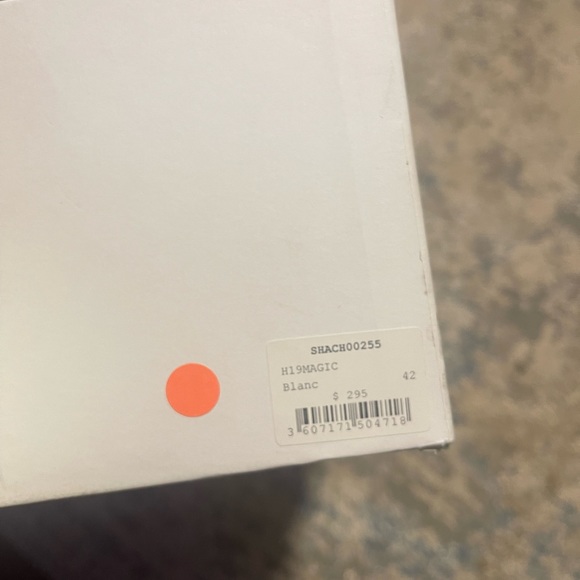 SHACH00255
H19MAGIC
Blanc 42
$ 295
3 607171 504718